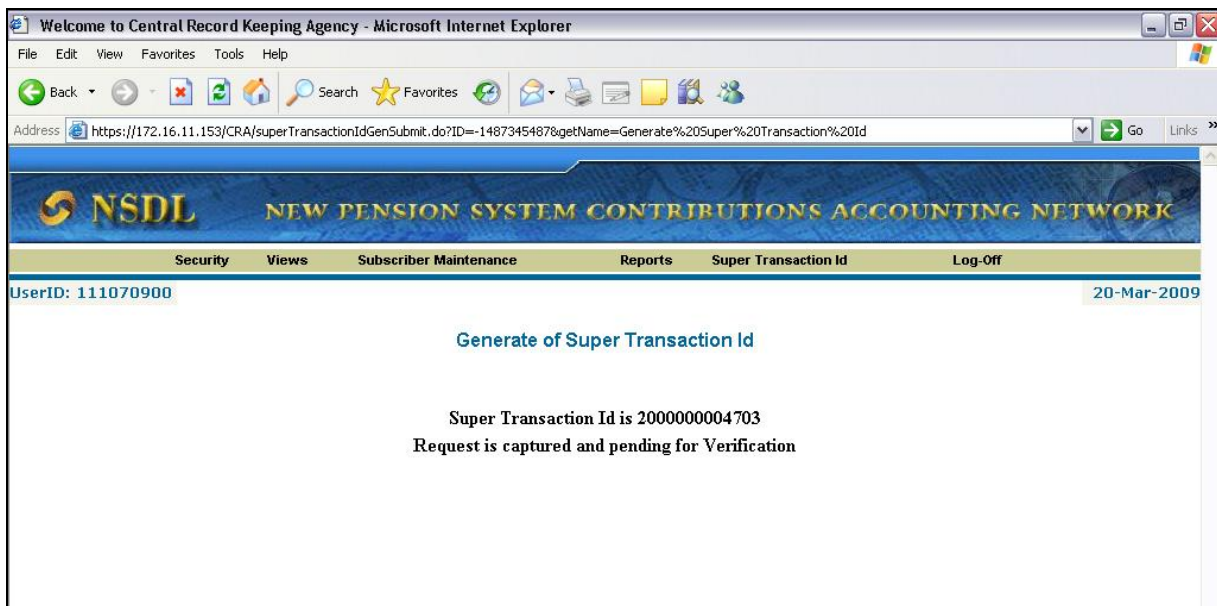 Welcome to Central Record Keeping Agency - Microsoft Internet Explorer
File Edit View Favorites Tools Help
Back Search Favorites
Address https://172.16.11.153/CRA/superTransactionIdGenSubmit.do?ID=-1487345487&getName=Generate%20Super%20Transaction%20Id Go Links »
NSDL NEW PENSION SYSTEM CONTRIBUTIONS ACCOUNTING NETWORK
Security Views Subscriber Maintenance Reports Super Transaction Id Log-Off
UserID: 111070900 20-Mar-2009
Generate of Super Transaction Id
Super Transaction Id is 2000000004703
Request is captured and pending for Verification